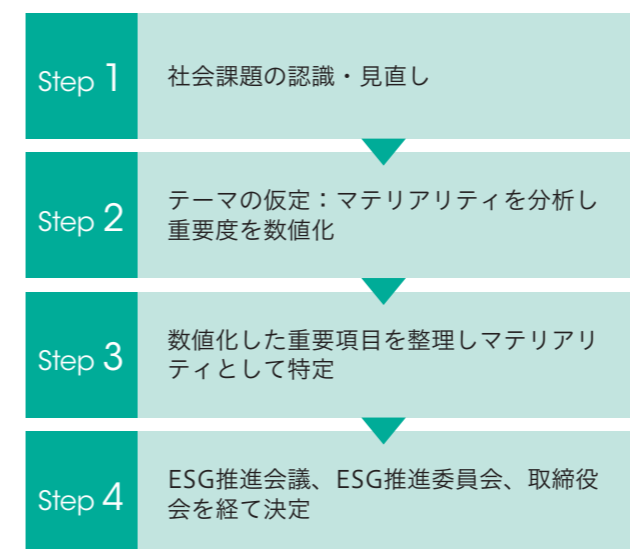 Step 1
社会課題の認識・見直し
Step 2
テーマの仮定：マテリアリティを分析し
重要度を数値化
Step 3
数値化した重要項目を整理しマテリアリ
ティとして特定
Step 4
ESG推進会議、ESG推進委員会、取締役
会を経て決定